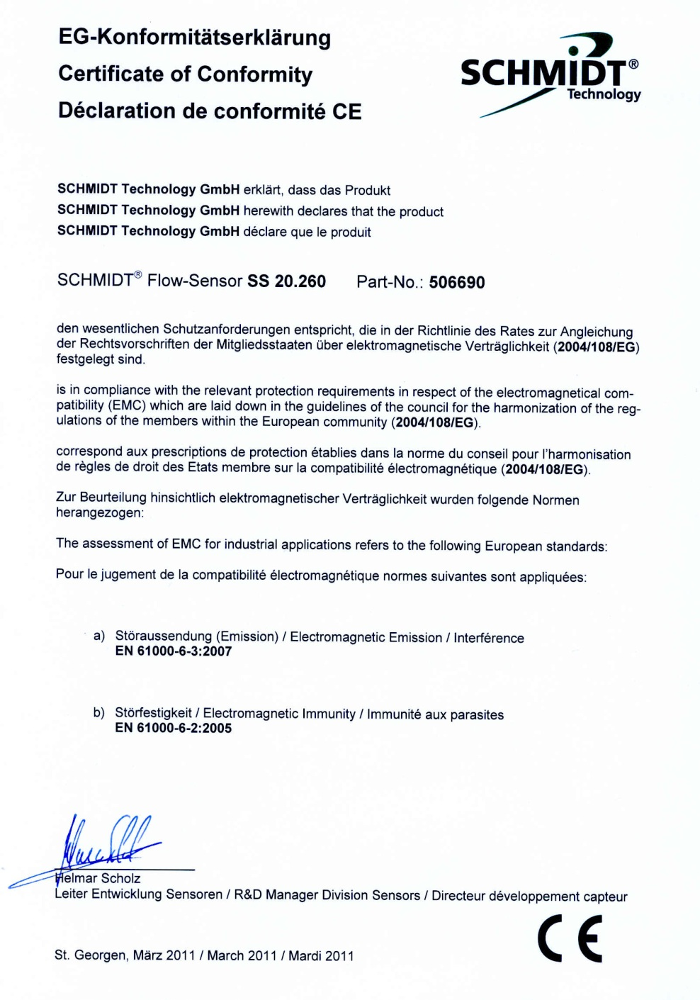 EG-Konformitätserklärung
Certificate of Conformity
Déclaration de conformité CE
SCHMIDT®
Technology
SCHMIDT Technology GmbH erklärt, dass das Produkt
SCHMIDT Technology GmbH herewith declares that the product
SCHMIDT Technology GmbH déclare que le produit
SCHMIDT® Flow-Sensor SS 20.260 Part-No.: 506690
den wesentlichen Schutzanforderungen entspricht, die in der Richtlinie des Rates zur Angleichung
der Rechtsvorschriften der Mitgliedsstaaten über elektromagnetische Verträglichkeit (2004/108/EG)
festgelegt sind.
is in compliance with the relevant protection requirements in respect of the electromagnetical com-
patibility (EMC) which are laid down in the guidelines of the council for the harmonization of the reg-
ulations of the members within the European community (2004/108/EG).
correspond aux prescriptions de protection établies dans la norme du conseil pour l'harmonisation
de règles de droit des Etats membre sur la compatibilité électromagnétique (2004/108/EG).
Zur Beurteilung hinsichtlich elektromagnetischer Verträglichkeit wurden folgende Normen
herangezogen:
The assessment of EMC for industrial applications refers to the following European standards:
Pour le jugement de la compatibilité électromagnétique normes suivantes sont appliquées:
a) Störaussendung (Emission) / Electromagnetic Emission / Interférence
EN 61000-6-3:2007
b) Störfestigkeit / Electromagnetic Immunity / Immunité aux parasites
EN 61000-6-2:2005
Helmar Scholz
Leiter Entwicklung Sensoren / R&D Manager Division Sensors / Directeur développement capteur
CE
St. Georgen, März 2011 / March 2011 / Mardi 2011